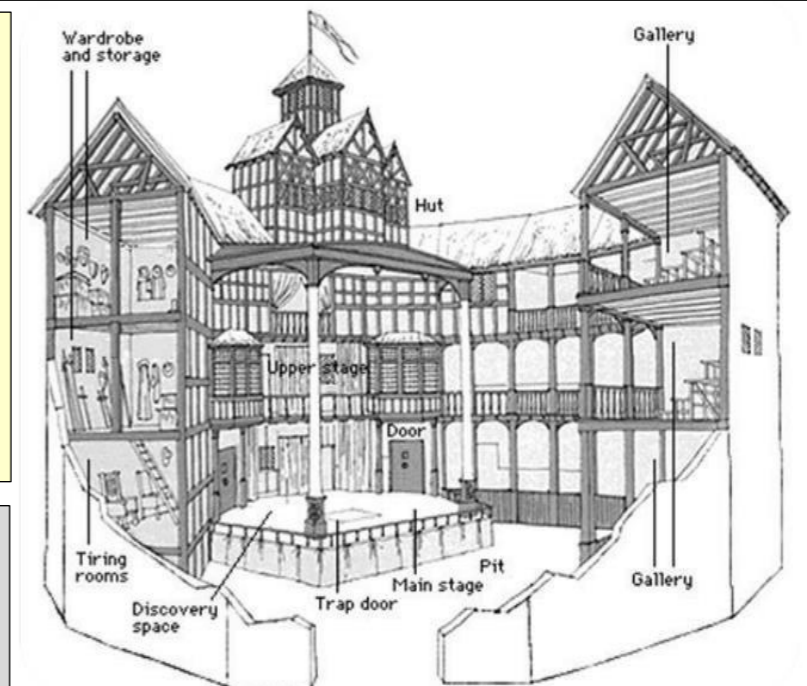 Wardrobe
and storage
Gallery
Hut
Upper stage
Door
Tiring
rooms
Discovery
space
Trap door
Main stage
Pit
Gallery